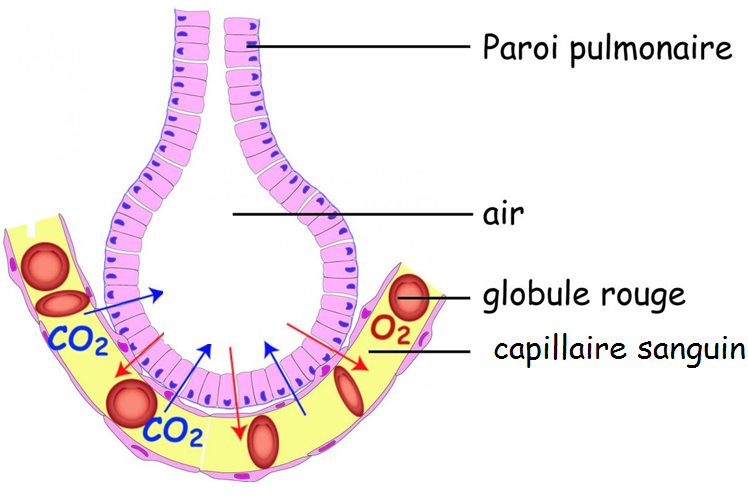 Paroi pulmonaire
air
globule rouge
O2
CO2
capillaire sanguin
CO2